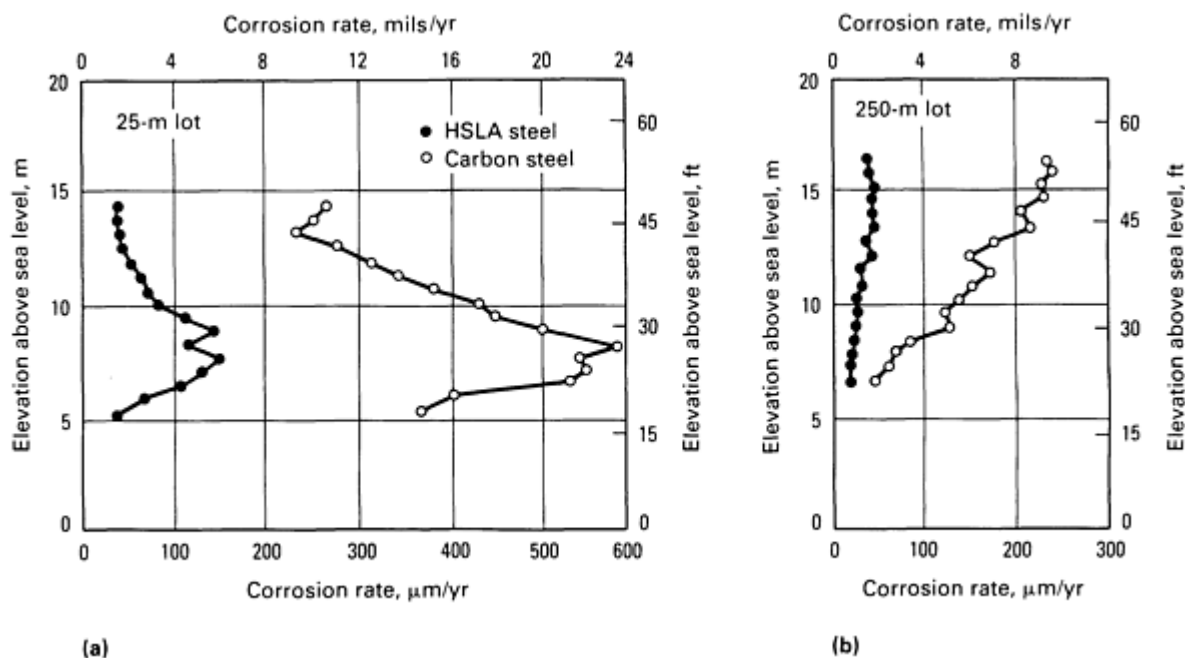 Corrosion rate, mils/yr
0 4 8 12 16 20 24
20
15
10
5
0
Elevation above sea level, m
25-m lot
HSLA steel
Carbon steel
60
45
30
15
0
Elevation above sea level, ft
0 100 200 300 400 500 600
Corrosion rate, μm/yr
(a)
Corrosion rate, mils/yr
0 4 8
20
15
10
5
0
Elevation above sea level, m
250-m lot
60
45
30
15
0
Elevation above sea level, ft
0 100 200 300
Corrosion rate, μm/yr
(b)